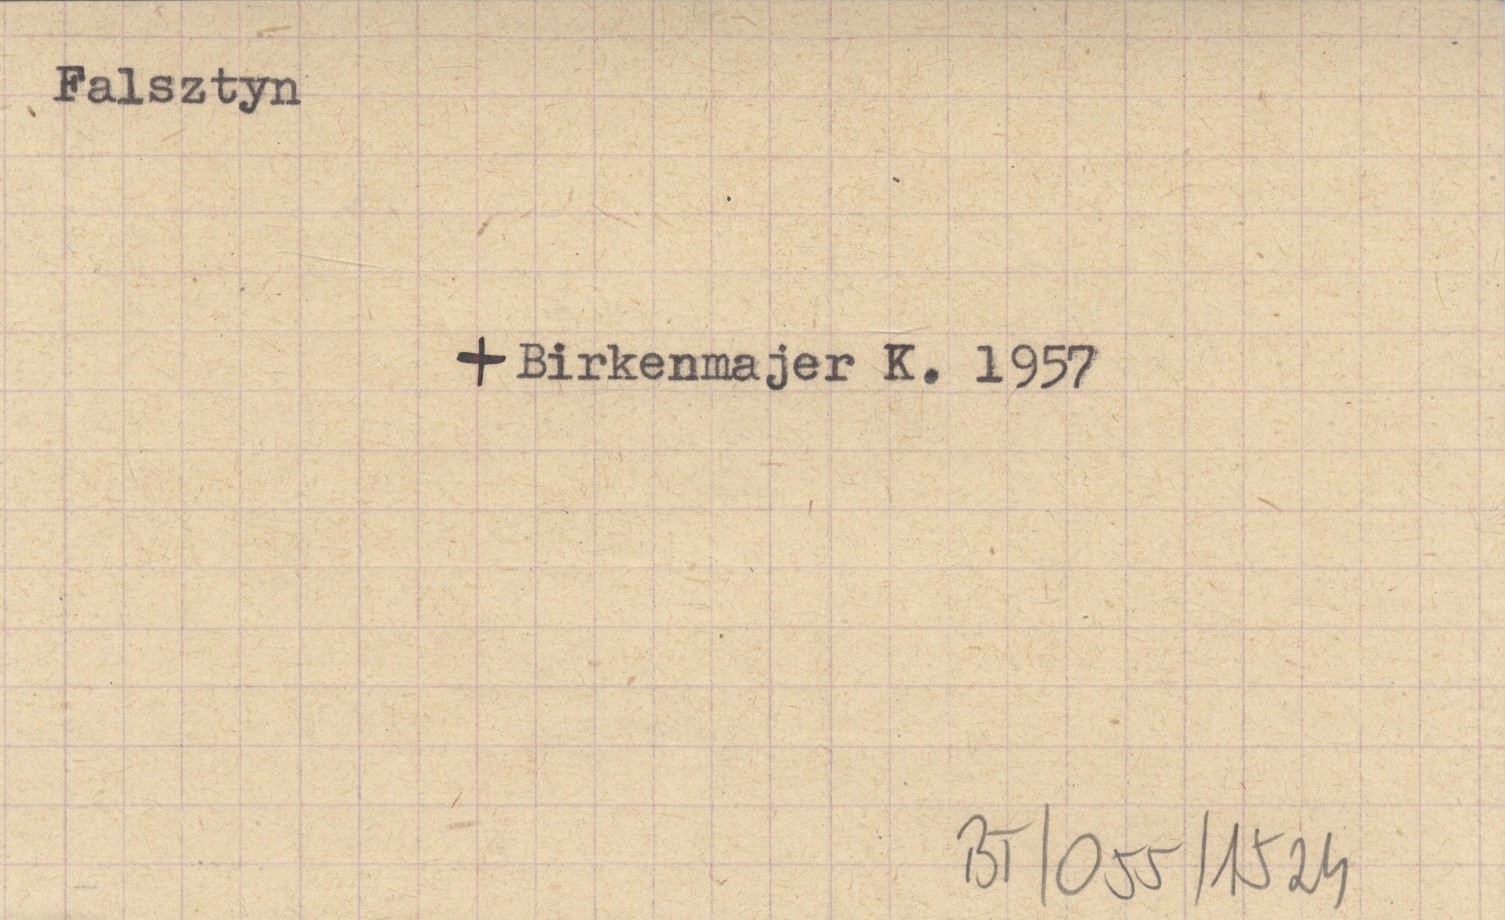 Falsztyn
+ Birkenmajer K. 1957
BT/055/1524